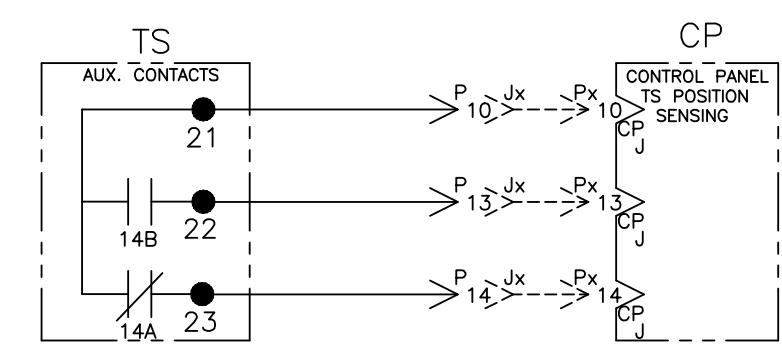 TS
CP
AUX. CONTACTS
CONTROL PANEL
TS POSITION
SENSING
P
10
Jx
Px
10
CP
J
21
P
13
Jx
Px
13
CP
J
14B
22
P
14
Jx
Px
14
CP
J
14A
23